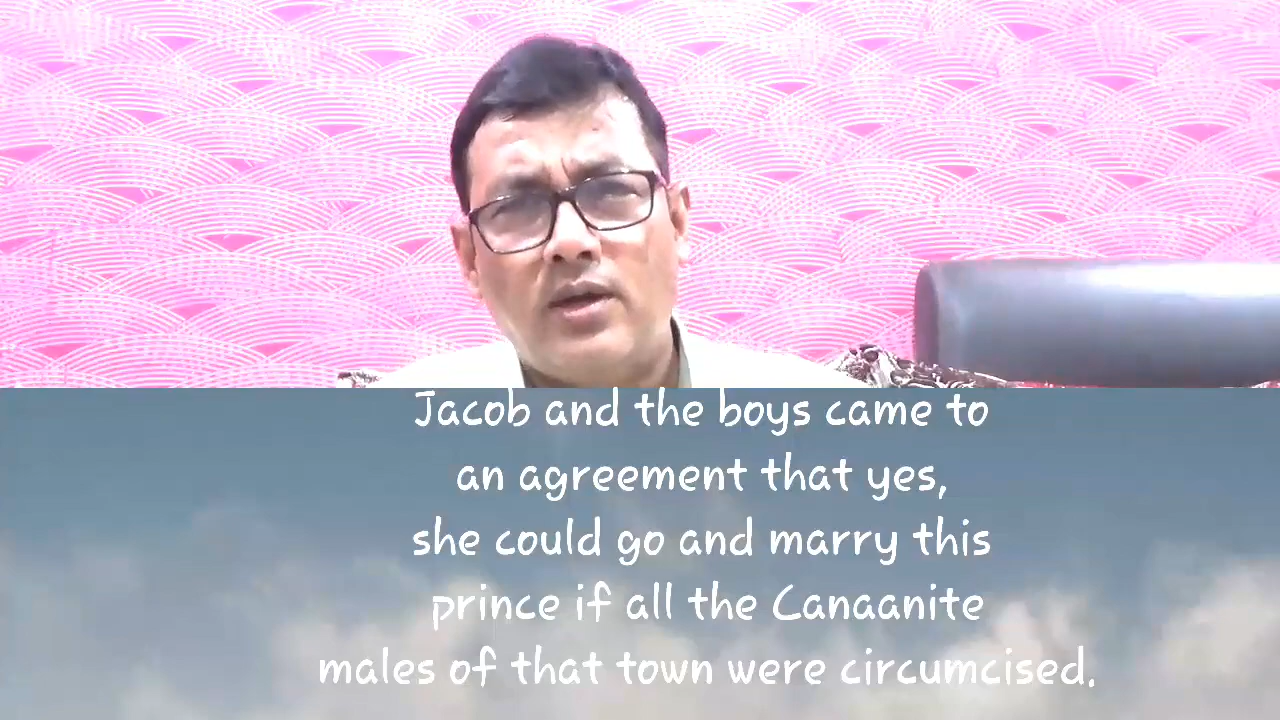 Jacob and the boys came to
an agreement that yes,
she could go and marry this
prince if all the Canaanite
males of that town were circumcised.